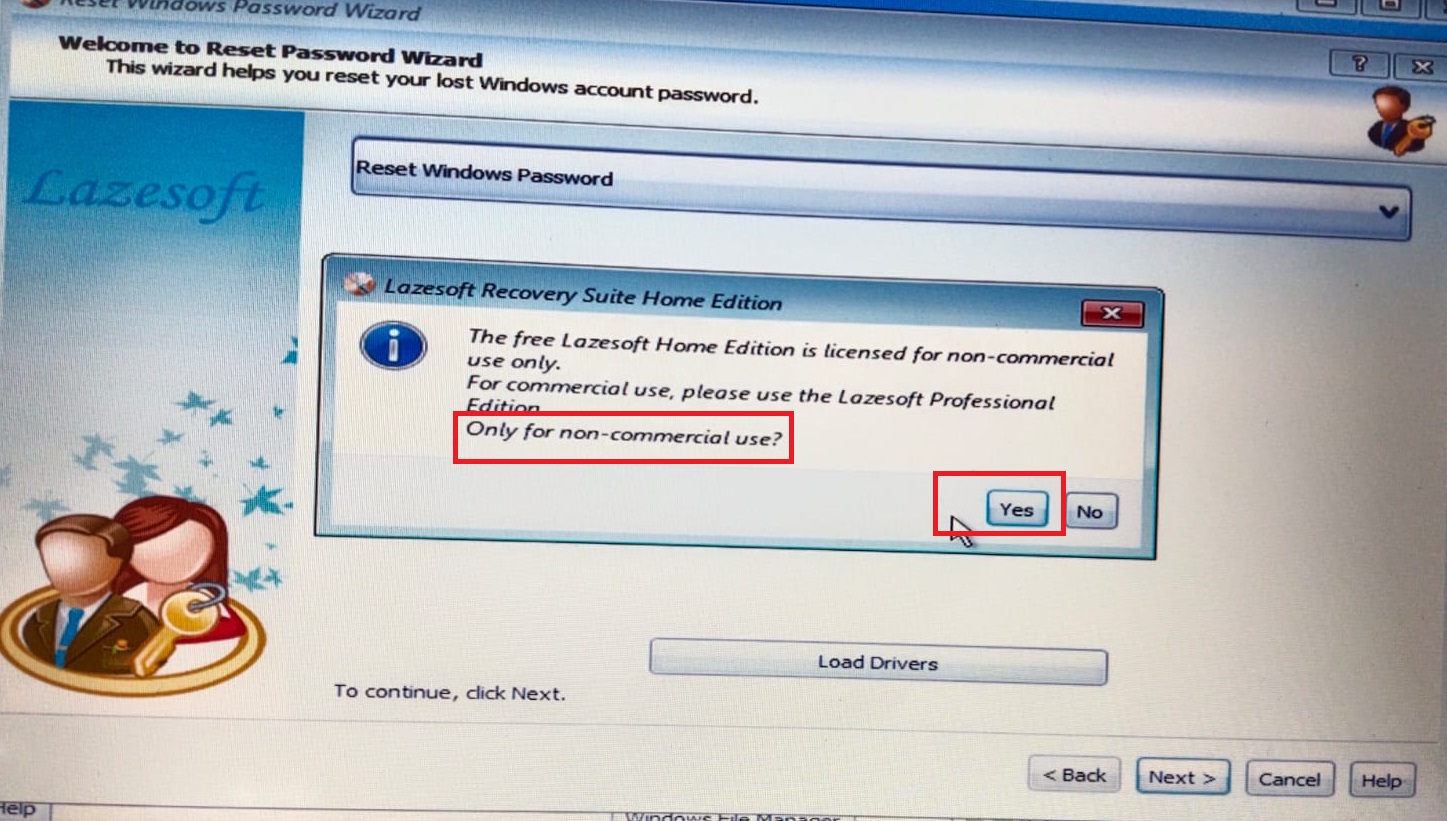 Reset Windows Password Wizard
Welcome to Reset Password Wizard
This wizard helps you reset your lost Windows account password.
?
Lazesoft
Reset Windows Password
Lazesoft Recovery Suite Home Edition
The free Lazesoft Home Edition is licensed for non-commercial
use only.
For commercial use, please use the Lazesoft Professional
Edition
Only for non-commercial use?
Yes
No
Load Drivers
To continue, click Next.
< Back
Next >
Cancel
Help
Help
Windows File Manager